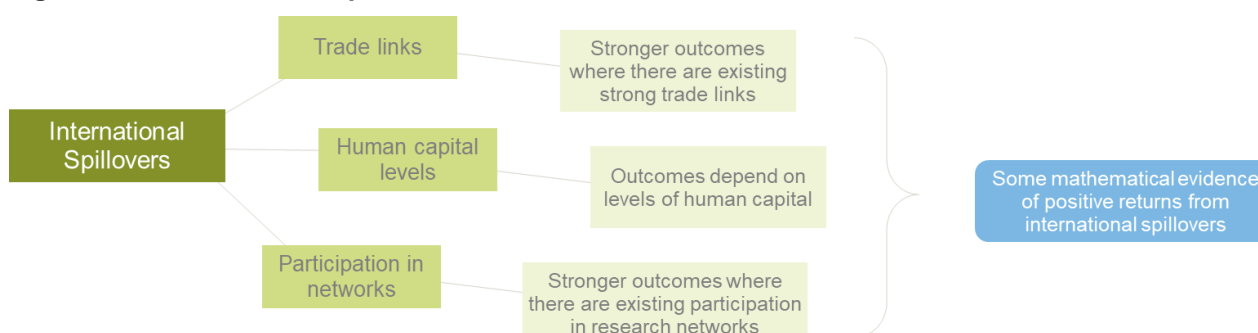 Trade links
Stronger outcomes
where there are existing
strong trade links
International
Spillovers
Human capital
levels
Outcomes depend on
levels of human capital
Some mathematical evidence
of positive returns from
international spillovers
Participation in
networks
Stronger outcomes where
there are existing participation
in research networks